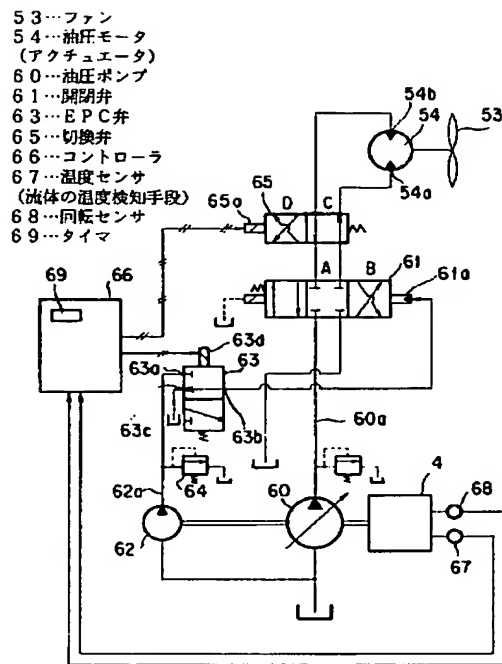 53…ファン
54…油圧モータ
(アクチュエータ)
60…油圧ポンプ
61…開閉弁
63…EPC弁
65…切換弁
66…コントローラ
67…温度センサ
(流体の温度検知手段)
68…回転センサ
69…タイマ
54b
54
53
54a
65
D
C
65a
A
B
61
61a
69
66
63d
63a
63
63c
63b
60a
64
62a
60
4
68
62
67